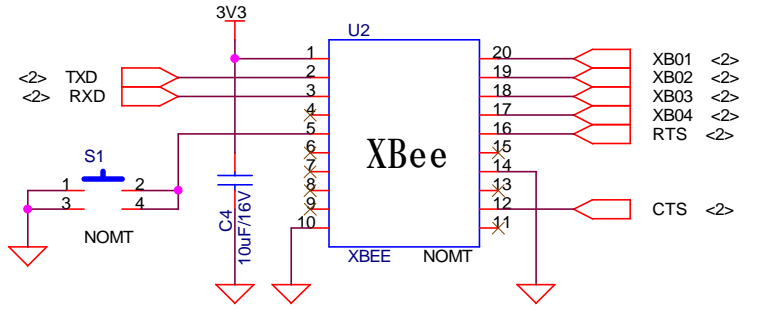 3V3
U2
1 20 XB01 <2>
<2> TXD 2 19 XB02 <2>
<2> RXD 3 18 XB03 <2>
4 17 XB04 <2>
5 16 RTS <2>
6 15
XBee
S1
7 14
1 2 8 13
3 4 9 12 CTS <2>
10 11
C4
10uF/16V
NOMT
XBEE NOMT